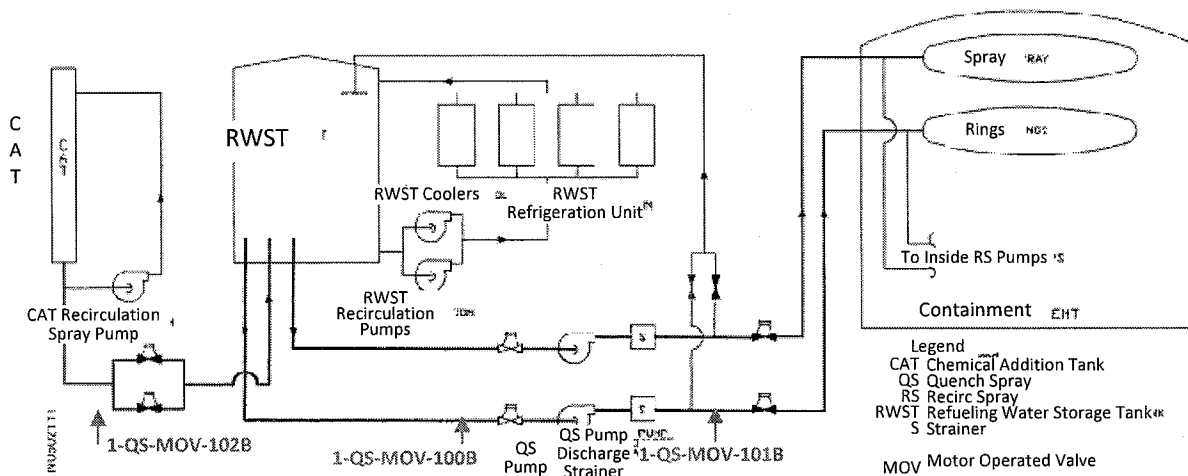 C
A
T
RWST
Spray
Rings
RWST Coolers
RWST
Refrigeration Unit
To Inside RS Pumps
CAT Recirculation
Spray Pump
RWST
Recirculation
Pumps
Containment
Legend
CAT Chemical Addition Tank
QS Quench Spray
RS Recirc Spray
RWST Refueling Water Storage Tank
S Strainer
MOV Motor Operated Valve
S
S
1-QS-MOV-102B
1-QS-MOV-100B
QS
Pump
QS Pump
Discharge
Strainer
1-QS-MOV-101B